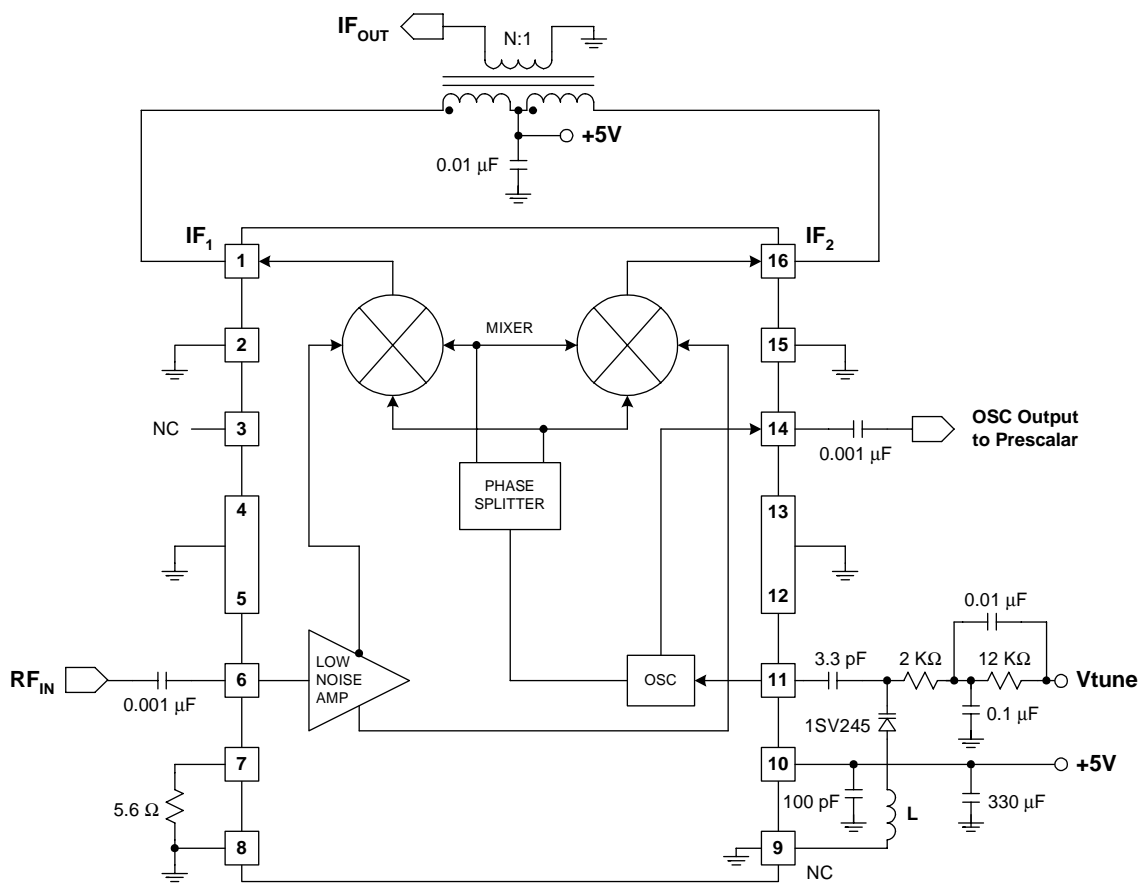 IFOUT
N:1
+5V
0.01 µF
IF1
IF2
1
16
MIXER
2
15
NC
3
14
OSC Output
to Prescalar
0.001 µF
PHASE
SPLITTER
4
13
5
12
0.01 µF
RFIN
0.001 µF
6
LOW
NOISE
AMP
OSC
11
3.3 pF
2 KΩ
12 KΩ
Vtune
0.1 µF
1SV245
7
10
+5V
5.6 Ω
100 pF
L
330 µF
8
9
NC